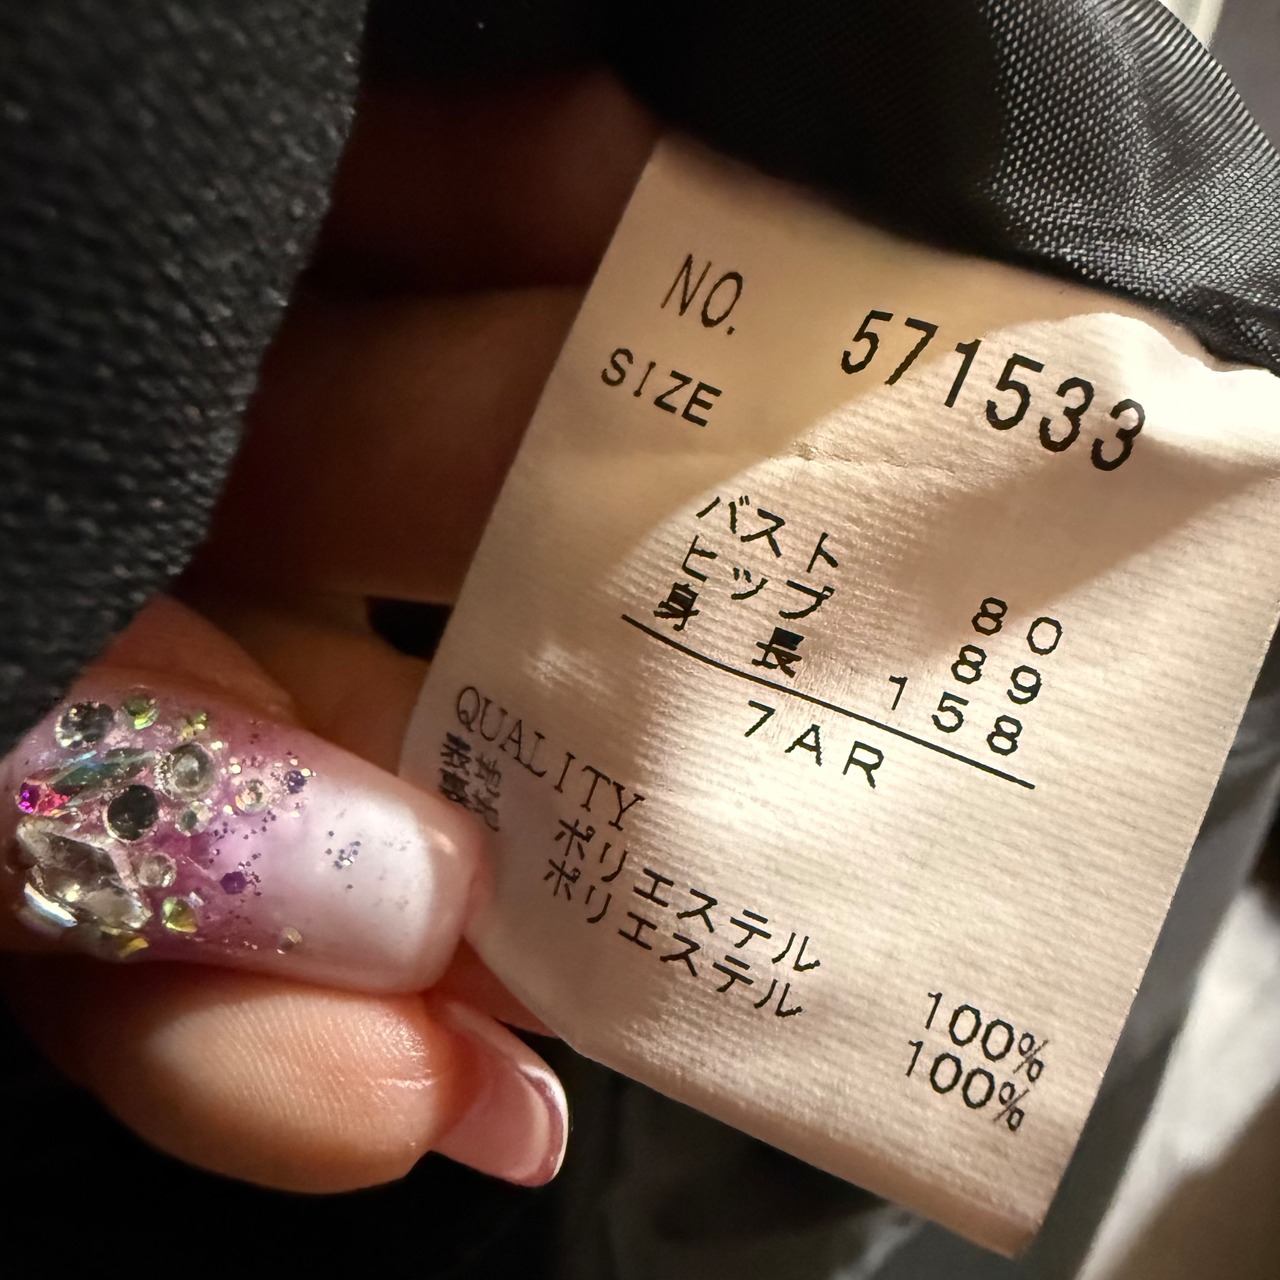 NO. 571533
SIZE
バスト 80
ヒップ 89
身長 158
7AR
QUALITY
表地 ポリエステル 100%
裏地 ポリエステル 100%